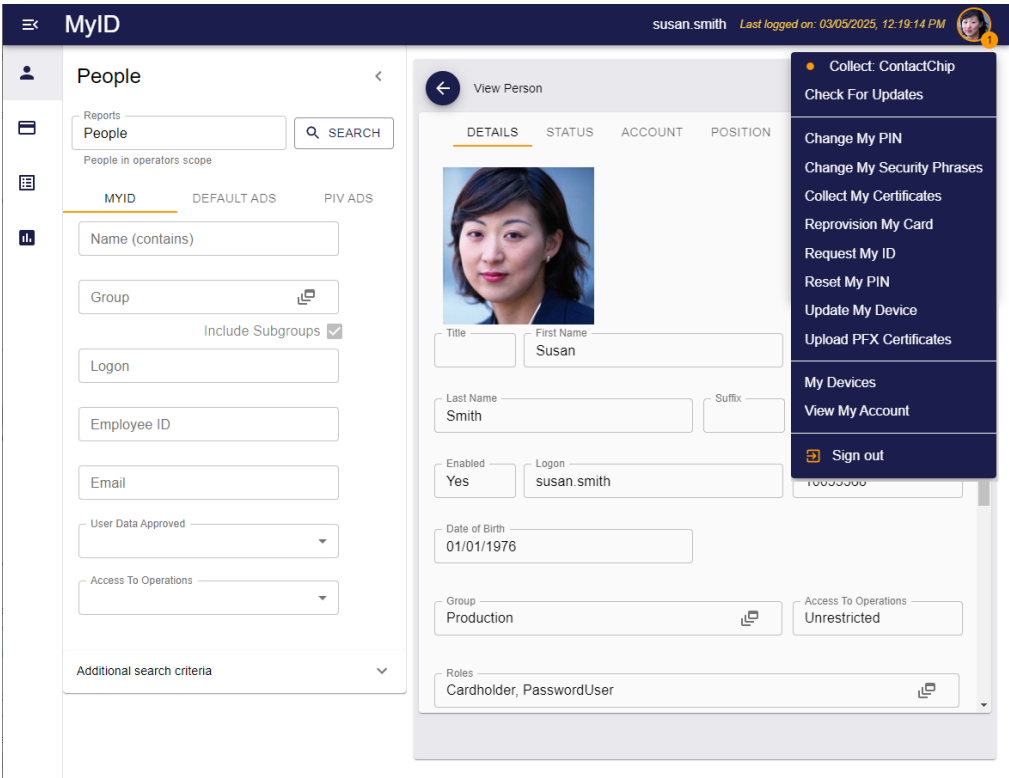 MyID
susan.smith Last logged on: 03/05/2025, 12:19:14 PM
1
People
Reports
People
SEARCH
People in operators scope
MYID DEFAULT ADS PIV ADS
Name (contains)
Group
Include Subgroups
Logon
Employee ID
Email
User Data Approved
Access To Operations
Additional search criteria
View Person
DETAILS STATUS ACCOUNT POSITION
Title
First Name
Susan
Last Name
Smith
Suffix
Enabled
Yes
Logon
susan.smith
Date of Birth
01/01/1976
Group
Production
Access To Operations
Unrestricted
Roles
Cardholder, PasswordUser
Collect: ContactChip
Check For Updates
Change My PIN
Change My Security Phrases
Collect My Certificates
Reprovision My Card
Request My ID
Reset My PIN
Update My Device
Upload PFX Certificates
My Devices
View My Account
Sign out